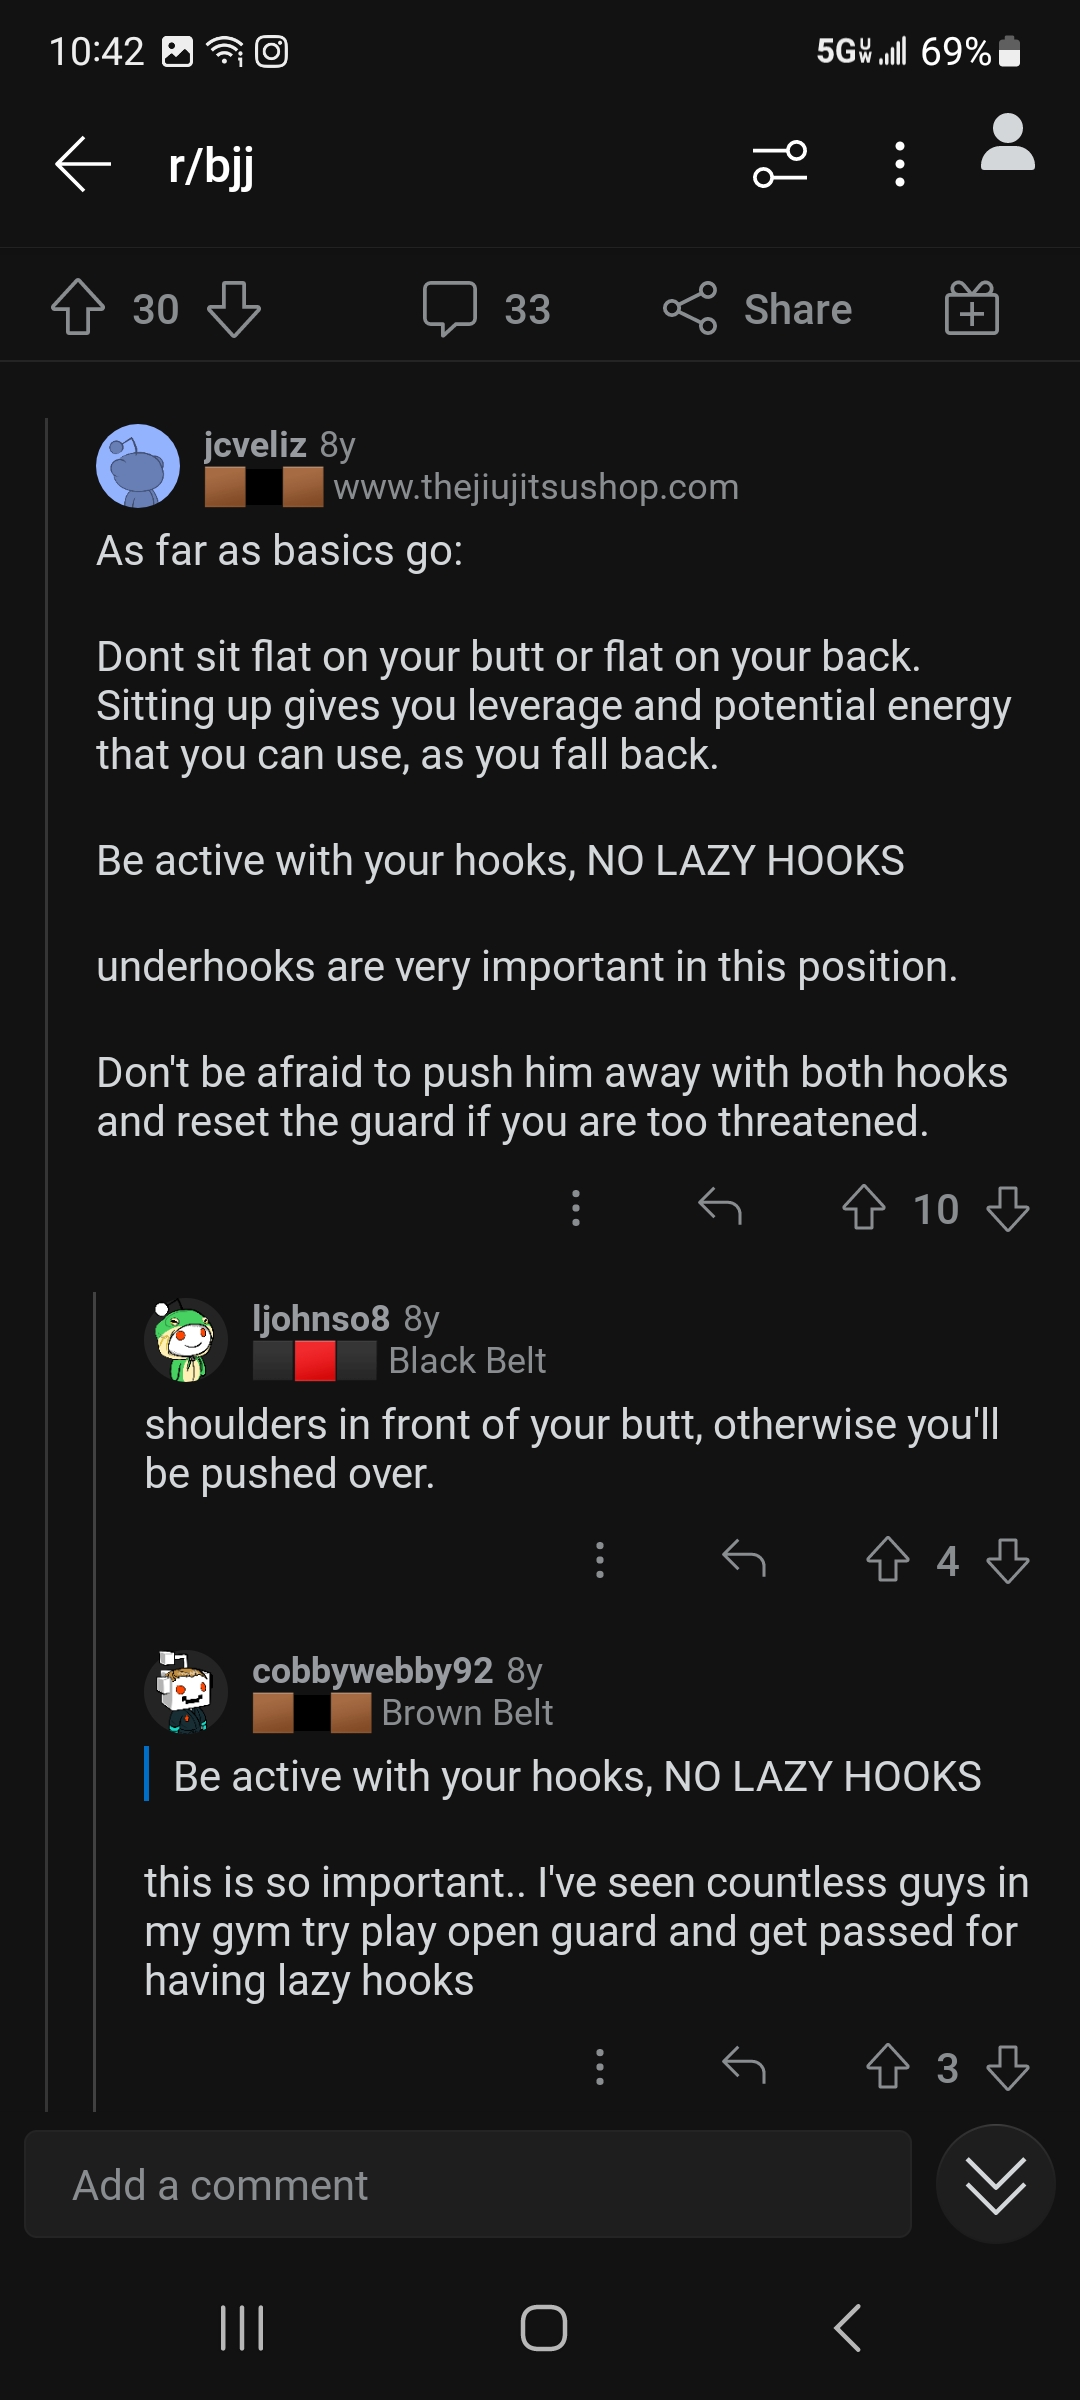 10:42 5G UW 69%
r/bjj
30 33 Share
jcveliz 8y
www.thejiujitsushop.com
As far as basics go:
Dont sit flat on your butt or flat on your back.
Sitting up gives you leverage and potential energy
that you can use, as you fall back.
Be active with your hooks, NO LAZY HOOKS
underhooks are very important in this position.
Don't be afraid to push him away with both hooks
and reset the guard if you are too threatened.
10
ljohnso8 8y
Black Belt
shoulders in front of your butt, otherwise you'll
be pushed over.
4
cobbywebby92 8y
Brown Belt
Be active with your hooks, NO LAZY HOOKS
this is so important.. I've seen countless guys in
my gym try play open guard and get passed for
having lazy hooks
3
Add a comment